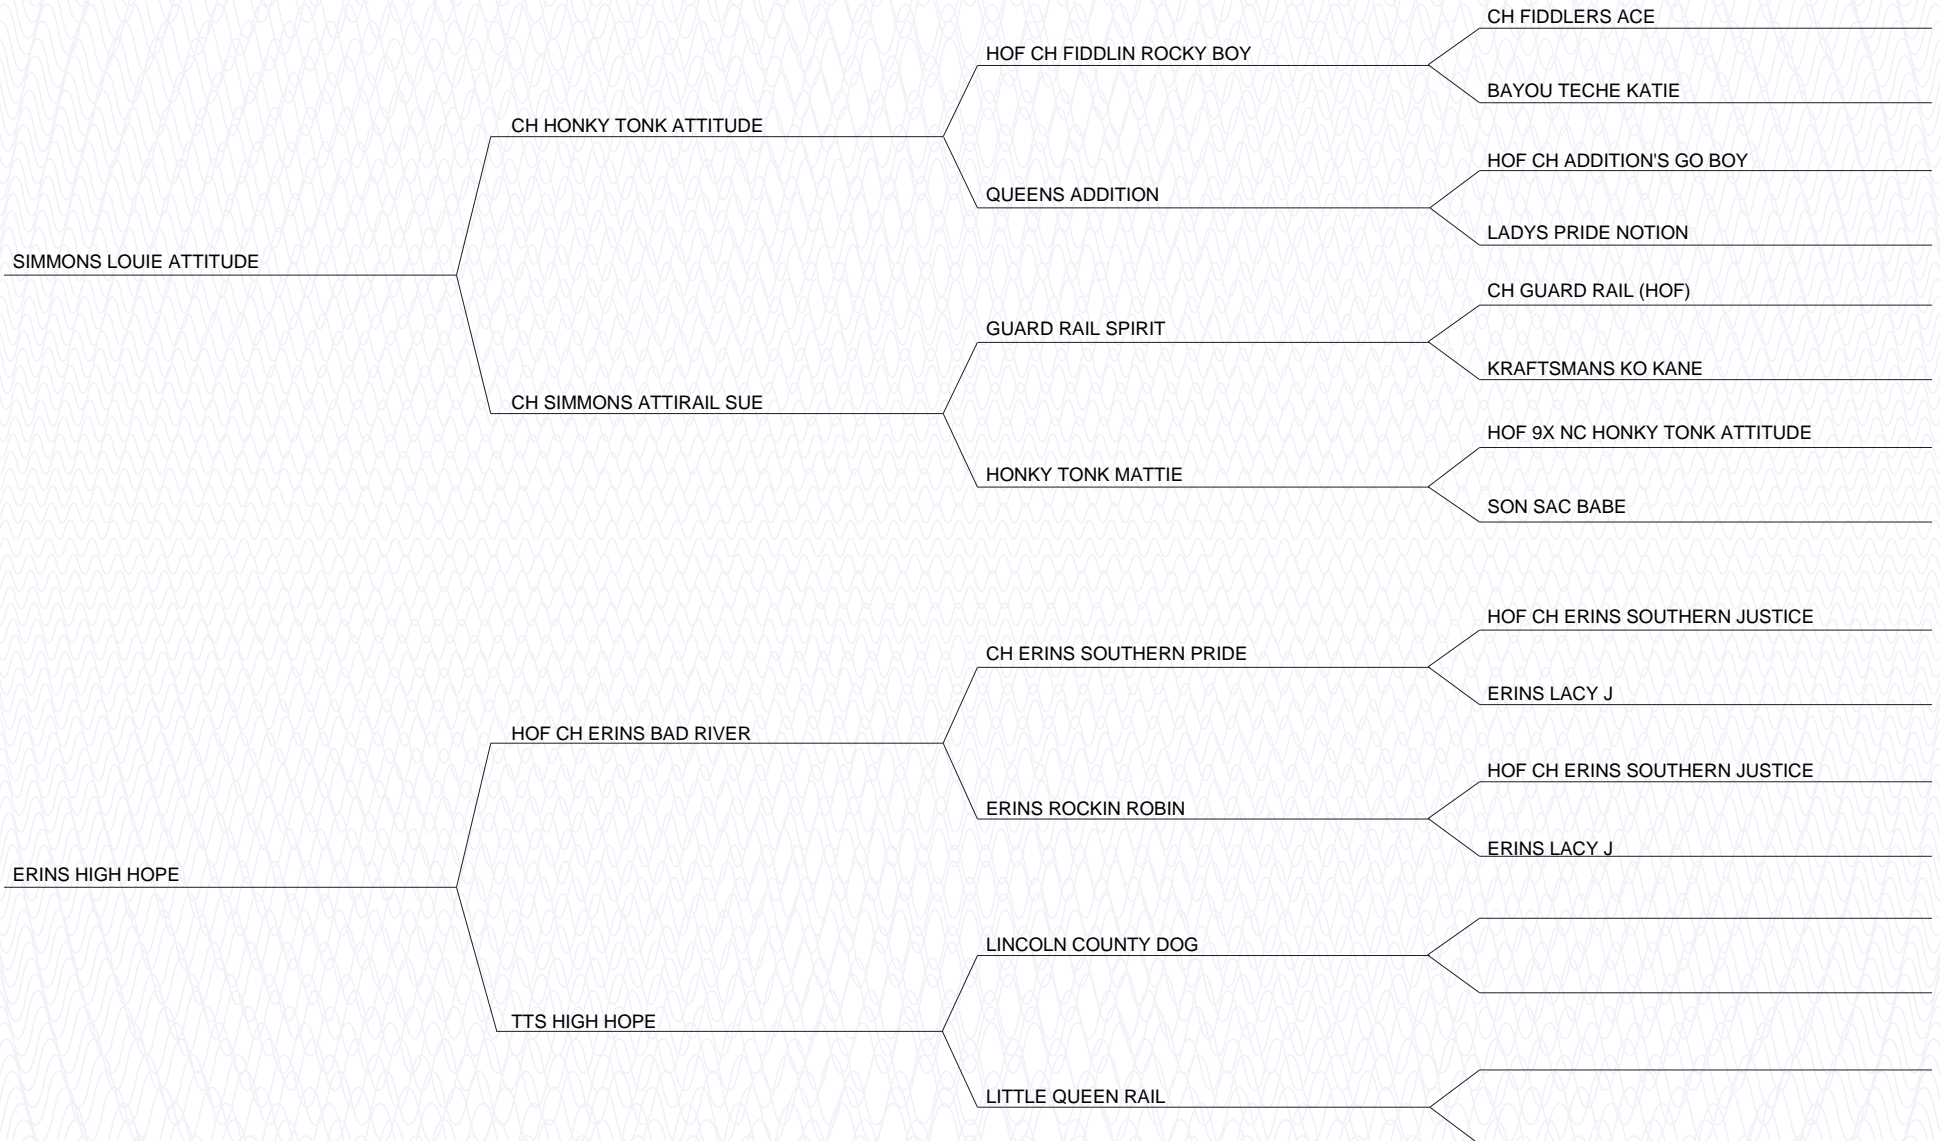 CH FIDDLERS ACE
HOF CH FIDDLIN ROCKY BOY
BAYOU TECHE KATIE
CH HONKY TONK ATTITUDE
HOF CH ADDITION'S GO BOY
QUEENS ADDITION
LADYS PRIDE NOTION
SIMMONS LOUIE ATTITUDE
CH GUARD RAIL (HOF)
GUARD RAIL SPIRIT
KRAFTSMANS KO KANE
CH SIMMONS ATTIRAIL SUE
HOF 9X NC HONKY TONK ATTITUDE
HONKY TONK MATTIE
SON SAC BABE
HOF CH ERINS SOUTHERN JUSTICE
CH ERINS SOUTHERN PRIDE
ERINS LACY J
HOF CH ERINS BAD RIVER
HOF CH ERINS SOUTHERN JUSTICE
ERINS ROCKIN ROBIN
ERINS LACY J
ERINS HIGH HOPE
LINCOLN COUNTY DOG
TTS HIGH HOPE
LITTLE QUEEN RAIL